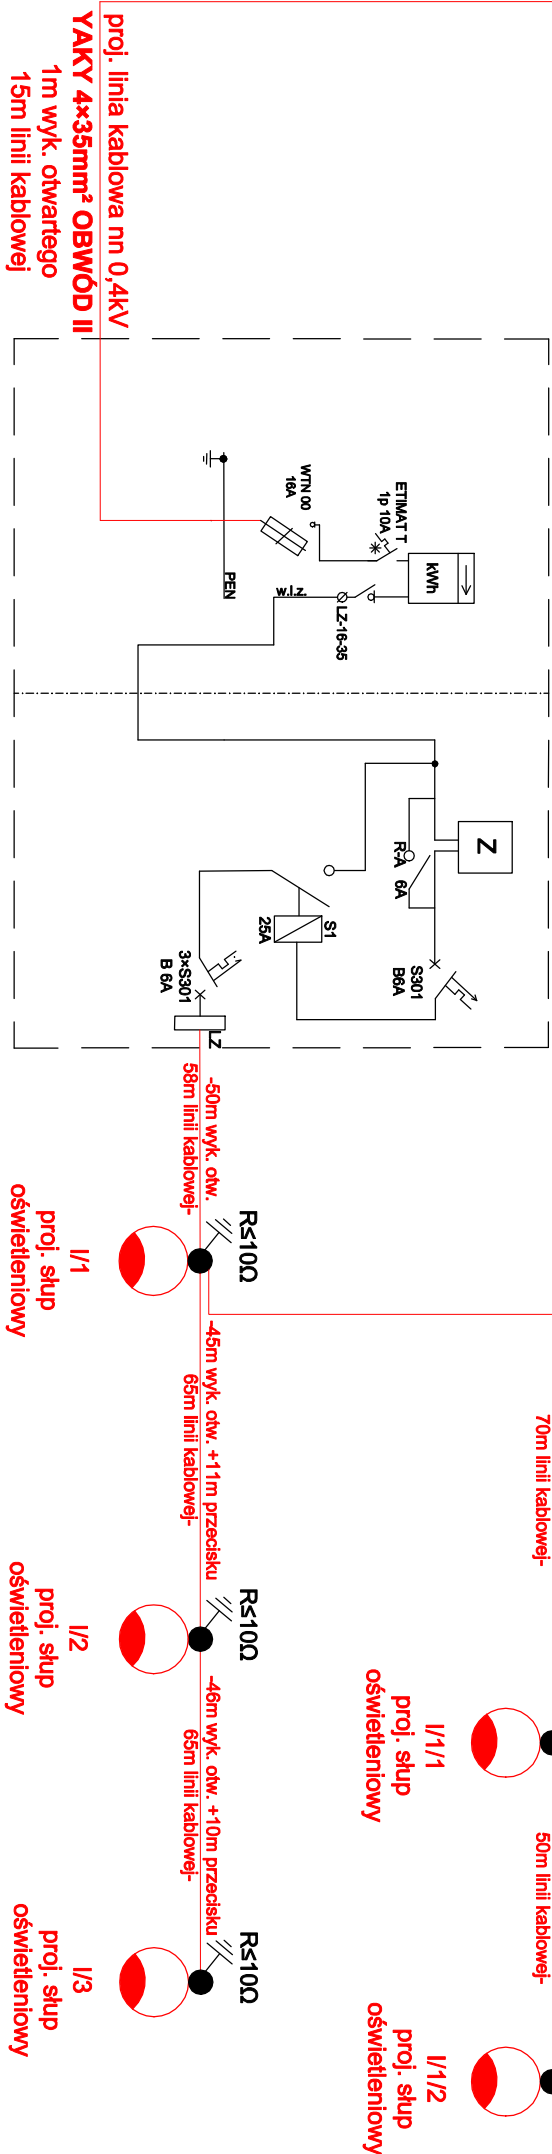 proj. linia kablowa nn 0,4kV
YAKY 4×35mm² OBWÓD II
1m wyk. otwartego
15m linii kablowej
WTN 00
16A
ETIMAT T
1p 10A
kWh
PEN
w.l.z.
LZ-16-35
Z
R-A 6A
S301
B6A
S1
25A
3×S301
B 6A
LZ
-50m wyk. otw.
58m linii kablowej-
R≤10Ω
I/1
proj. słup
oświetleniowy
-45m wyk. otw. +11m przecisku
65m linii kablowej-
R≤10Ω
I/2
proj. słup
oświetleniowy
-46m wyk. otw. +10m przecisku
65m linii kablowej-
R≤10Ω
I/3
proj. słup
oświetleniowy
70m linii kablowej-
I/1/1
proj. słup
oświetleniowy
50m linii kablowej-
I/1/2
proj. słup
oświetleniowy